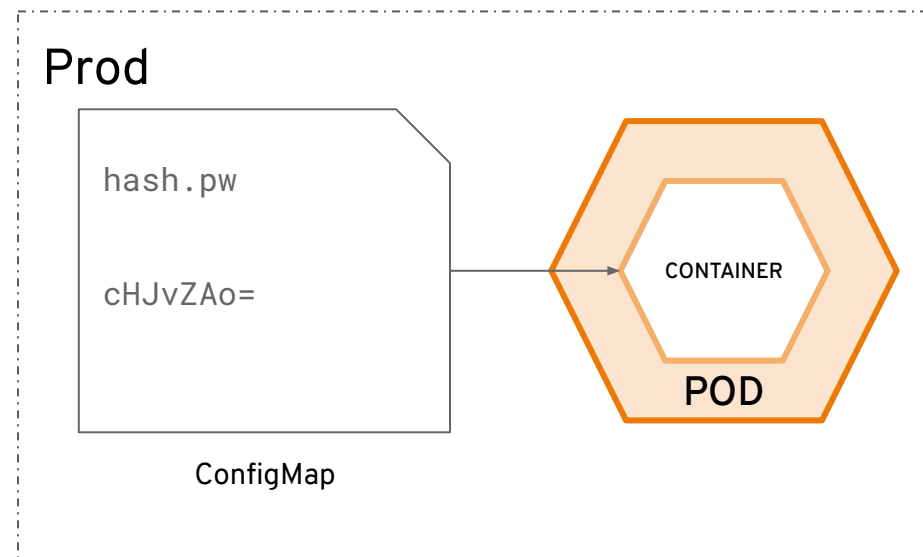 Prod
hash.pw
cHJvZAo=
ConfigMap
CONTAINER
POD